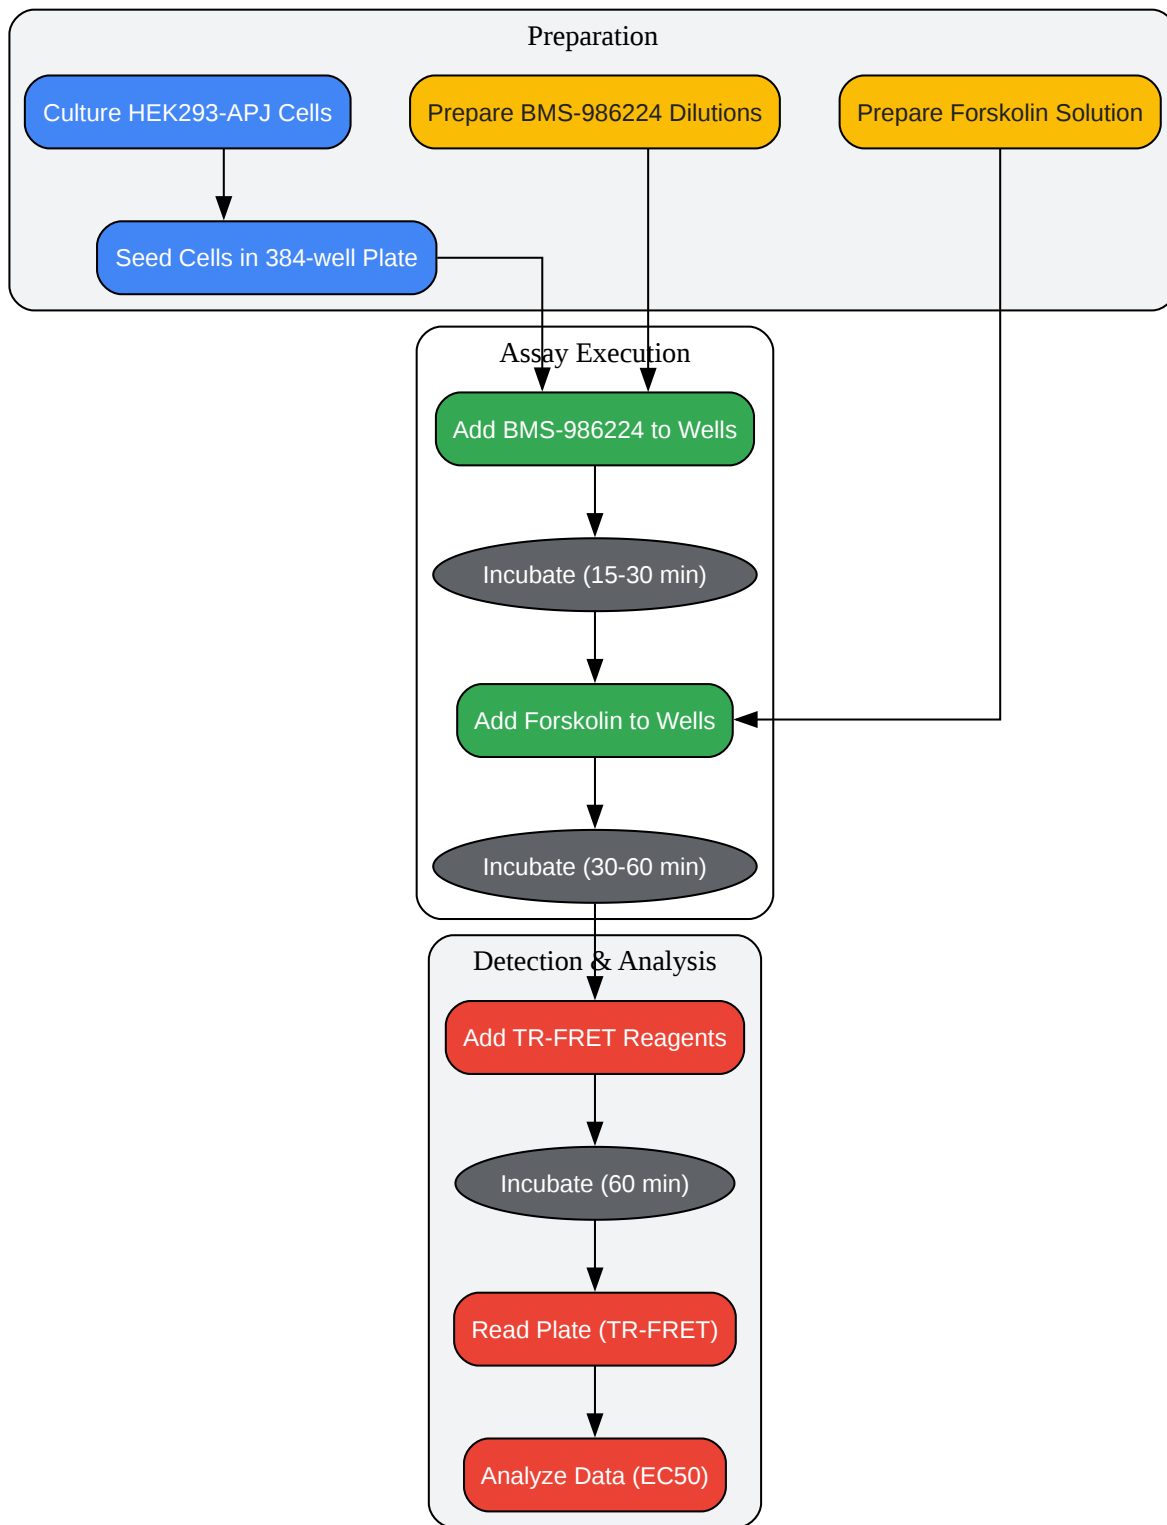 Preparation
Culture HEK293-APJ Cells
Prepare BMS-986224 Dilutions
Prepare Forskolin Solution
Seed Cells in 384-well Plate
Assay Execution
Add BMS-986224 to Wells
Incubate (15-30 min)
Add Forskolin to Wells
Incubate (30-60 min)
Detection & Analysis
Add TR-FRET Reagents
Incubate (60 min)
Read Plate (TR-FRET)
Analyze Data (EC50)